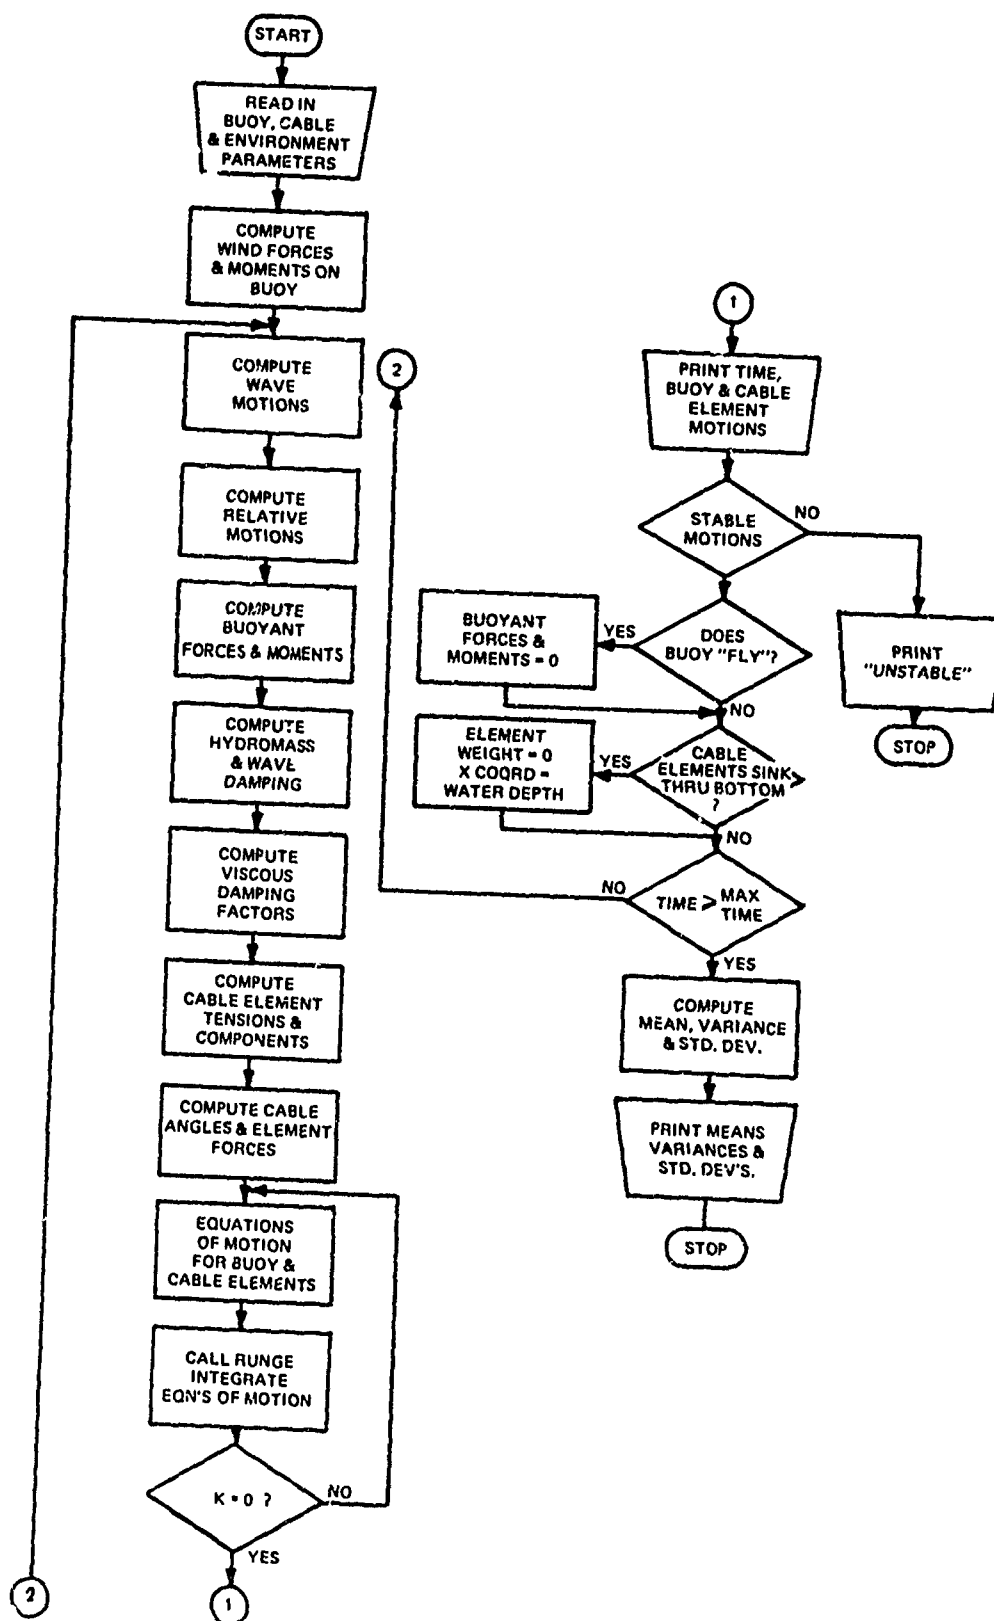 START
READ IN
BUOY, CABLE
& ENVIRONMENT
PARAMETERS
COMPUTE
WIND FORCES
& MOMENTS ON
BUOY
COMPUTE
WAVE
MOTIONS
COMPUTE
RELATIVE
MOTIONS
COMPUTE
BUOYANT
FORCES & MOMENTS
COMPUTE
HYDROMASS
& WAVE
DAMPING
COMPUTE
VISCOUS
DAMPING
FACTORS
COMPUTE
CABLE ELEMENT
TENSIONS &
COMPONENTS
COMPUTE CABLE
ANGLES & ELEMENT
FORCES
EQUATIONS
OF MOTION
FOR BUOY &
CABLE ELEMENTS
CALL RUNGE
INTEGRATE
EQN'S OF MOTION
K = 0 ?
NO
YES
1
2
2
1
PRINT TIME,
BUOY & CABLE
ELEMENT
MOTIONS
STABLE
MOTIONS
NO
PRINT
"UNSTABLE"
STOP
DOES
BUOY "FLY"?
YES
BUOYANT
FORCES &
MOMENTS = 0
NO
CABLE
ELEMENTS SINK
THRU BOTTOM
?
YES
ELEMENT
WEIGHT = 0
X COORD =
WATER DEPTH
NO
TIME ⩾ MAX
TIME
NO
YES
COMPUTE
MEAN, VARIANCE
& STD. DEV.
PRINT MEANS
VARIANCES &
STD. DEV'S.
STOP